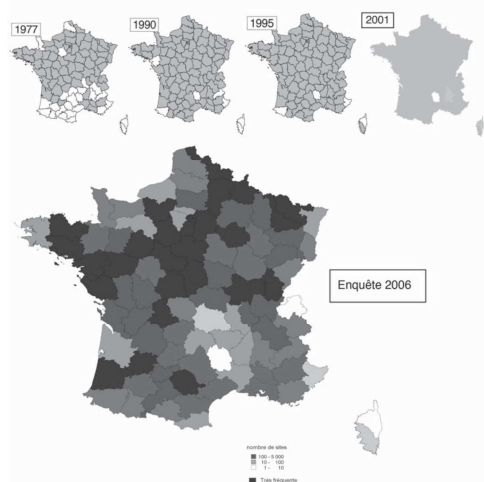 1977
1990
1995
2001
Enquête 2006
nombre de sites
100 - 5 000
10 - 100
1 - 10
Très fréquente